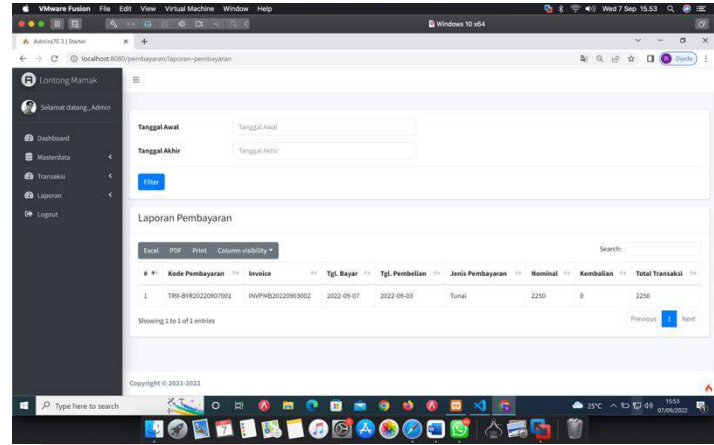 VMware Fusion File Edit View Virtual Machine Window Help Wed 7 Sep 15.53
Windows 10 x64
AdminLTE 3 | Starter
localhost:8080/pembayaran/laporan-pembayaran
Dijeda
Lontong Mamak
Selamat datang , Admin
Dashboard
Masterdata
Transaksi
Laporan
Logout
Tanggal Awal Tanggal Awal
Tanggal Akhir Tanggal Akhir
Filter
Laporan Pembayaran
Excel PDF Print Column visibility
Search:
# Kode Pembayaran Invoice Tgl. Bayar Tgl. Pembelian Jenis Pembayaran Nominal Kembalian Total Transaksi
1 TRX-BYR20220907001 INVPMB20220903002 2022-09-07 2022-09-03 Tunai 2250 0 2250
Showing 1 to 1 of 1 entries
Previous 1 Next
Copyright © 2021-2022
Type here to search
25°C
1553
07/09/2022